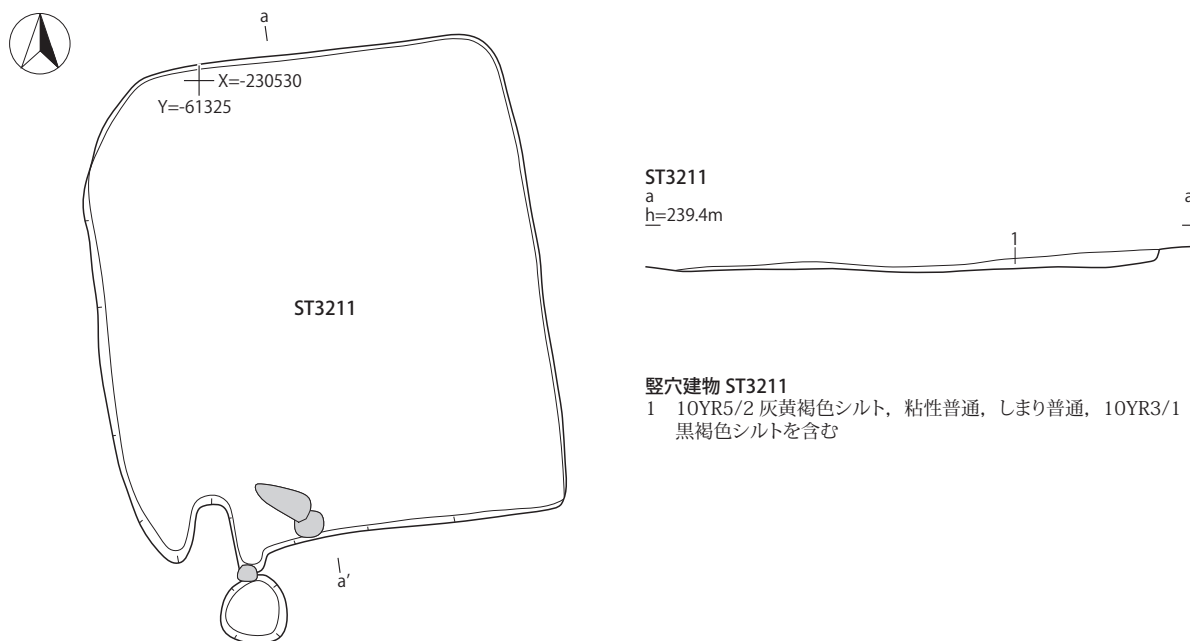 a
X=-230530
Y=-61325
ST3211
a'
ST3211
a
a
h=239.4m
1
竪穴建物 ST3211
1 10YR5/2 灰黄褐色シルト，粘性普通，しまり普通，10YR3/1
黒褐色シルトを含む